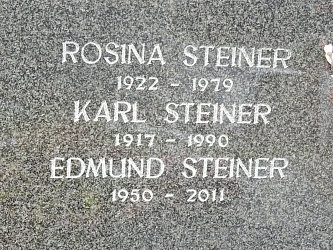 ROSINA STEINER
1922 - 1979
KARL STEINER
1917 - 1990
EDMUND STEINER
1950 - 2011